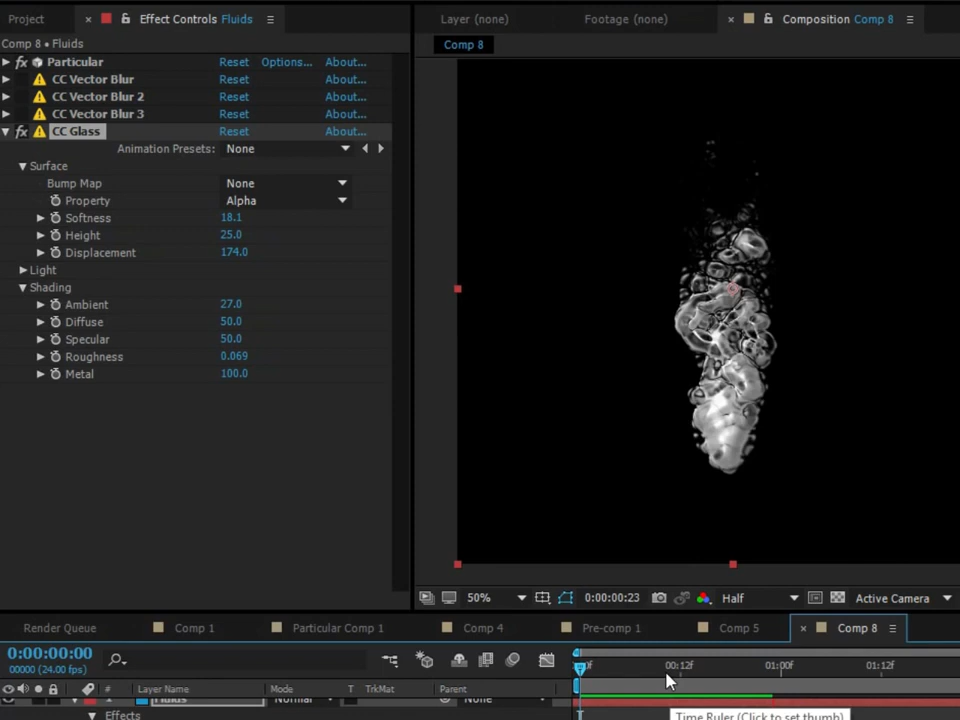 Project × Effect Controls Fluids ≡ Layer (none) Footage (none) × Composition Comp 8 ≡
Comp 8 • Fluids
Comp 8
fx Particular Reset Options... About...
CC Vector Blur Reset About...
CC Vector Blur 2 Reset About...
CC Vector Blur 3 Reset About...
fx CC Glass Reset About...
Animation Presets: None
Surface
Bump Map None
Property Alpha
Softness 18.1
Height 25.0
Displacement 174.0
Light
Shading
Ambient 27.0
Diffuse 50.0
Specular 50.0
Roughness 0.069
Metal 100.0
50% 0:00:00:23 Half Active Camera
Render Queue Comp 1 Particular Comp 1 Comp 4 Pre-comp 1 Comp 5 × Comp 8 ≡
0:00:00:00
00000 (24.00 fps)
00:12f 01:00f 01:12f
# Layer Name Mode T TrkMat Parent
1 Fluids Normal None
Effects
Time Ruler (Click to set thumb)